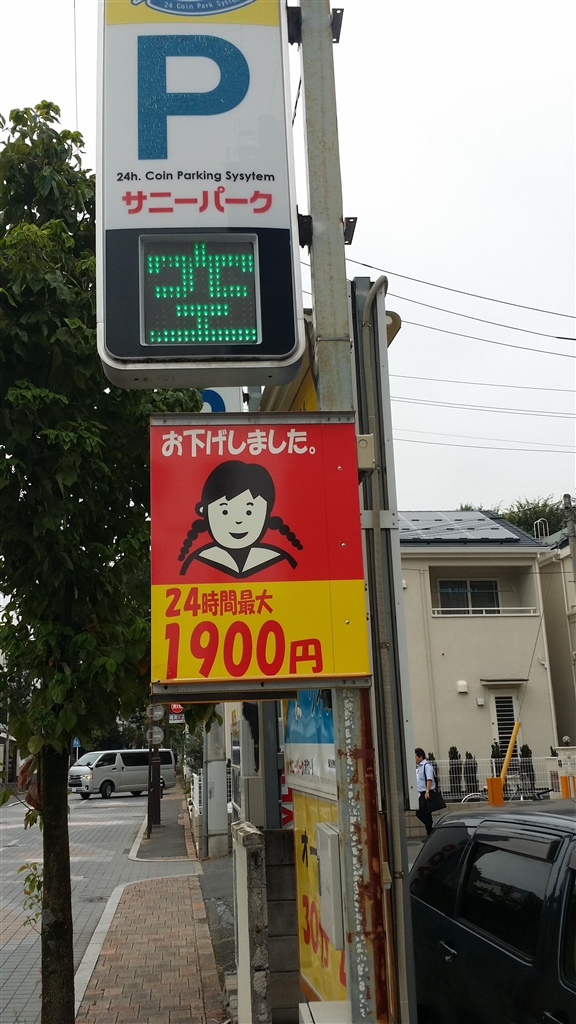 24. Coin Park System
P
24h. Coin Parking Sysytem
サニーパーク
空
お下げしました。
24時間最大
1900円